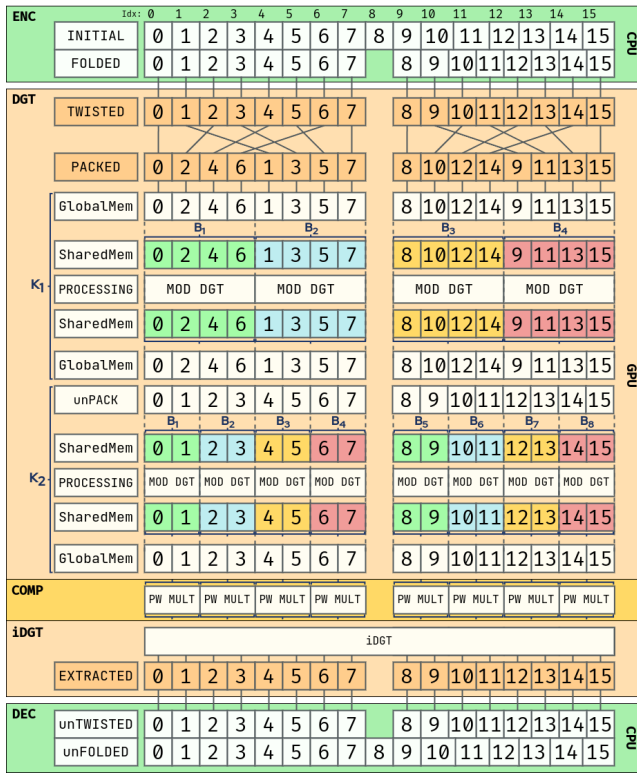 ENC Idx: 0 1 2 3 4 5 6 7 8 9 10 11 12 13 14 15 CPU
INITIAL 0 1 2 3 4 5 6 7 8 9 10 11 12 13 14 15
FOLDED 0 1 2 3 4 5 6 7 8 9 10 11 12 13 14 15
DGT
TWISTED 0 1 2 3 4 5 6 7 8 9 10 11 12 13 14 15
PACKED 0 2 4 6 1 3 5 7 8 10 12 14 9 11 13 15
GlobalMem 0 2 4 6 1 3 5 7 8 10 12 14 9 11 13 15
B1 B2 B3 B4
SharedMem 0 2 4 6 1 3 5 7 8 10 12 14 9 11 13 15
K1 PROCESSING MOD DGT MOD DGT MOD DGT MOD DGT
SharedMem 0 2 4 6 1 3 5 7 8 10 12 14 9 11 13 15
GlobalMem 0 2 4 6 1 3 5 7 8 10 12 14 9 11 13 15 GPU
unPACK 0 1 2 3 4 5 6 7 8 9 10 11 12 13 14 15
B1 B2 B3 B4 B5 B6 B7 B8
SharedMem 0 1 2 3 4 5 6 7 8 9 10 11 12 13 14 15
K2 PROCESSING MOD DGT MOD DGT MOD DGT MOD DGT MOD DGT MOD DGT MOD DGT MOD DGT
SharedMem 0 1 2 3 4 5 6 7 8 9 10 11 12 13 14 15
GlobalMem 0 1 2 3 4 5 6 7 8 9 10 11 12 13 14 15
COMP PW MULT PW MULT PW MULT PW MULT PW MULT PW MULT PW MULT PW MULT
iDGT
iDGT
EXTRACTED 0 1 2 3 4 5 6 7 8 9 10 11 12 13 14 15
DEC
unTWISTED 0 1 2 3 4 5 6 7 8 9 10 11 12 13 14 15 CPU
unFOLDED 0 1 2 3 4 5 6 7 8 9 10 11 12 13 14 15